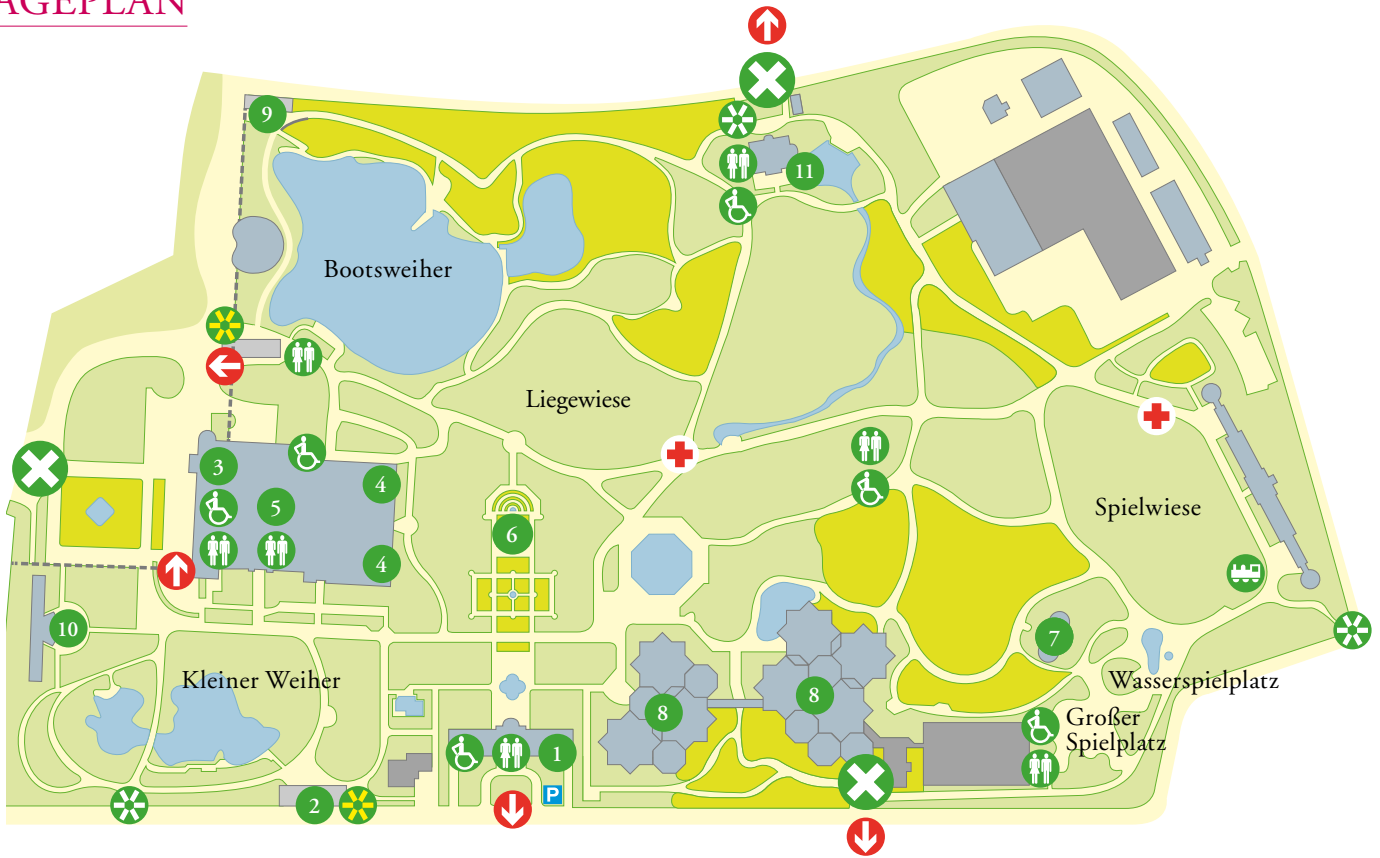 AGEPLAN
9
11
Bootsweiher
Liegewiese
3
4
5
Spielwiese
6
4
10
7
Kleiner Weiher
8
8
Wasserspielplatz
Großer
Spielplatz
1
P
2